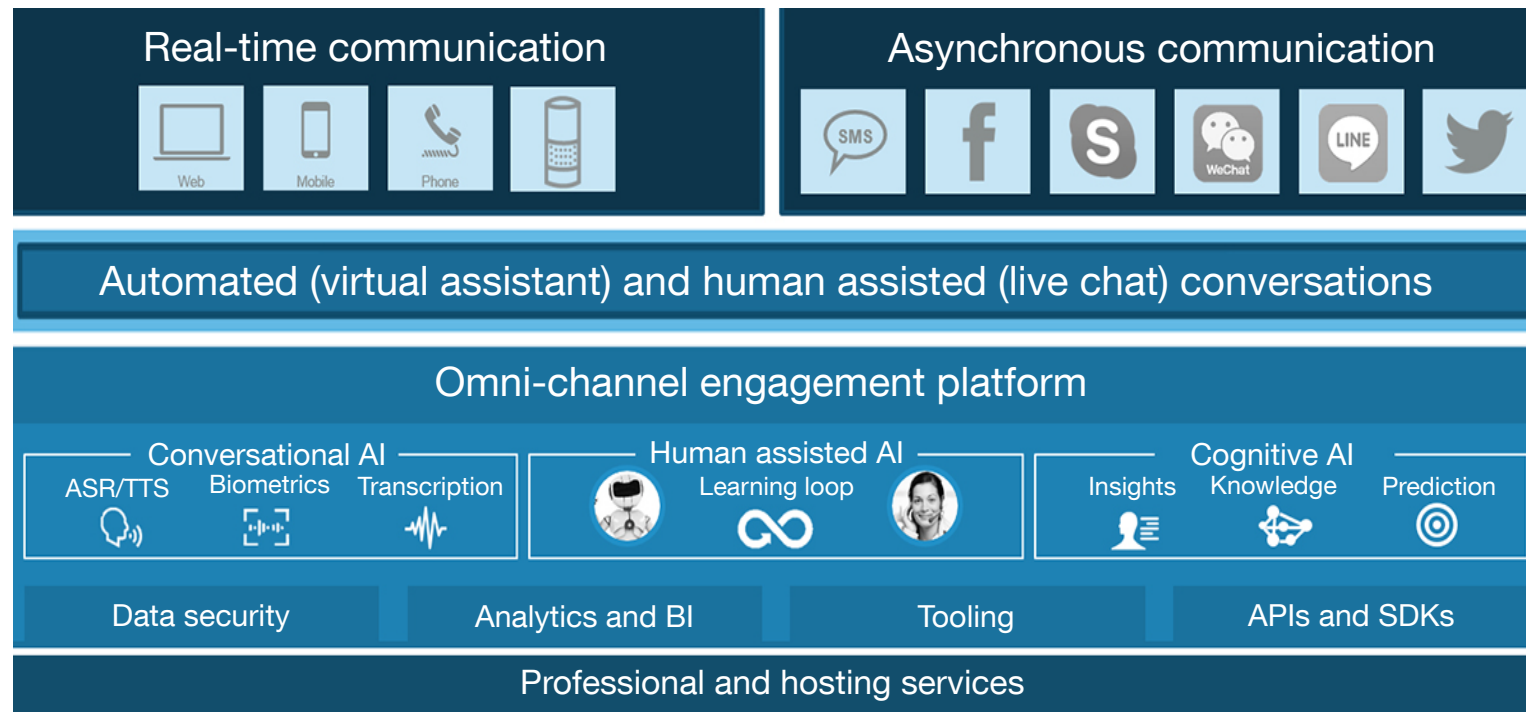 Real-time communication
Web
Mobile
Phone
Asynchronous communication
SMS
f
S
WeChat
LINE
Automated (virtual assistant) and human assisted (live chat) conversations
Omni-channel engagement platform
Conversational AI
ASR/TTS
Biometrics
Transcription
Human assisted AI
Learning loop
Cognitive AI
Insights
Knowledge
Prediction
Data security
Analytics and BI
Tooling
APIs and SDKs
Professional and hosting services